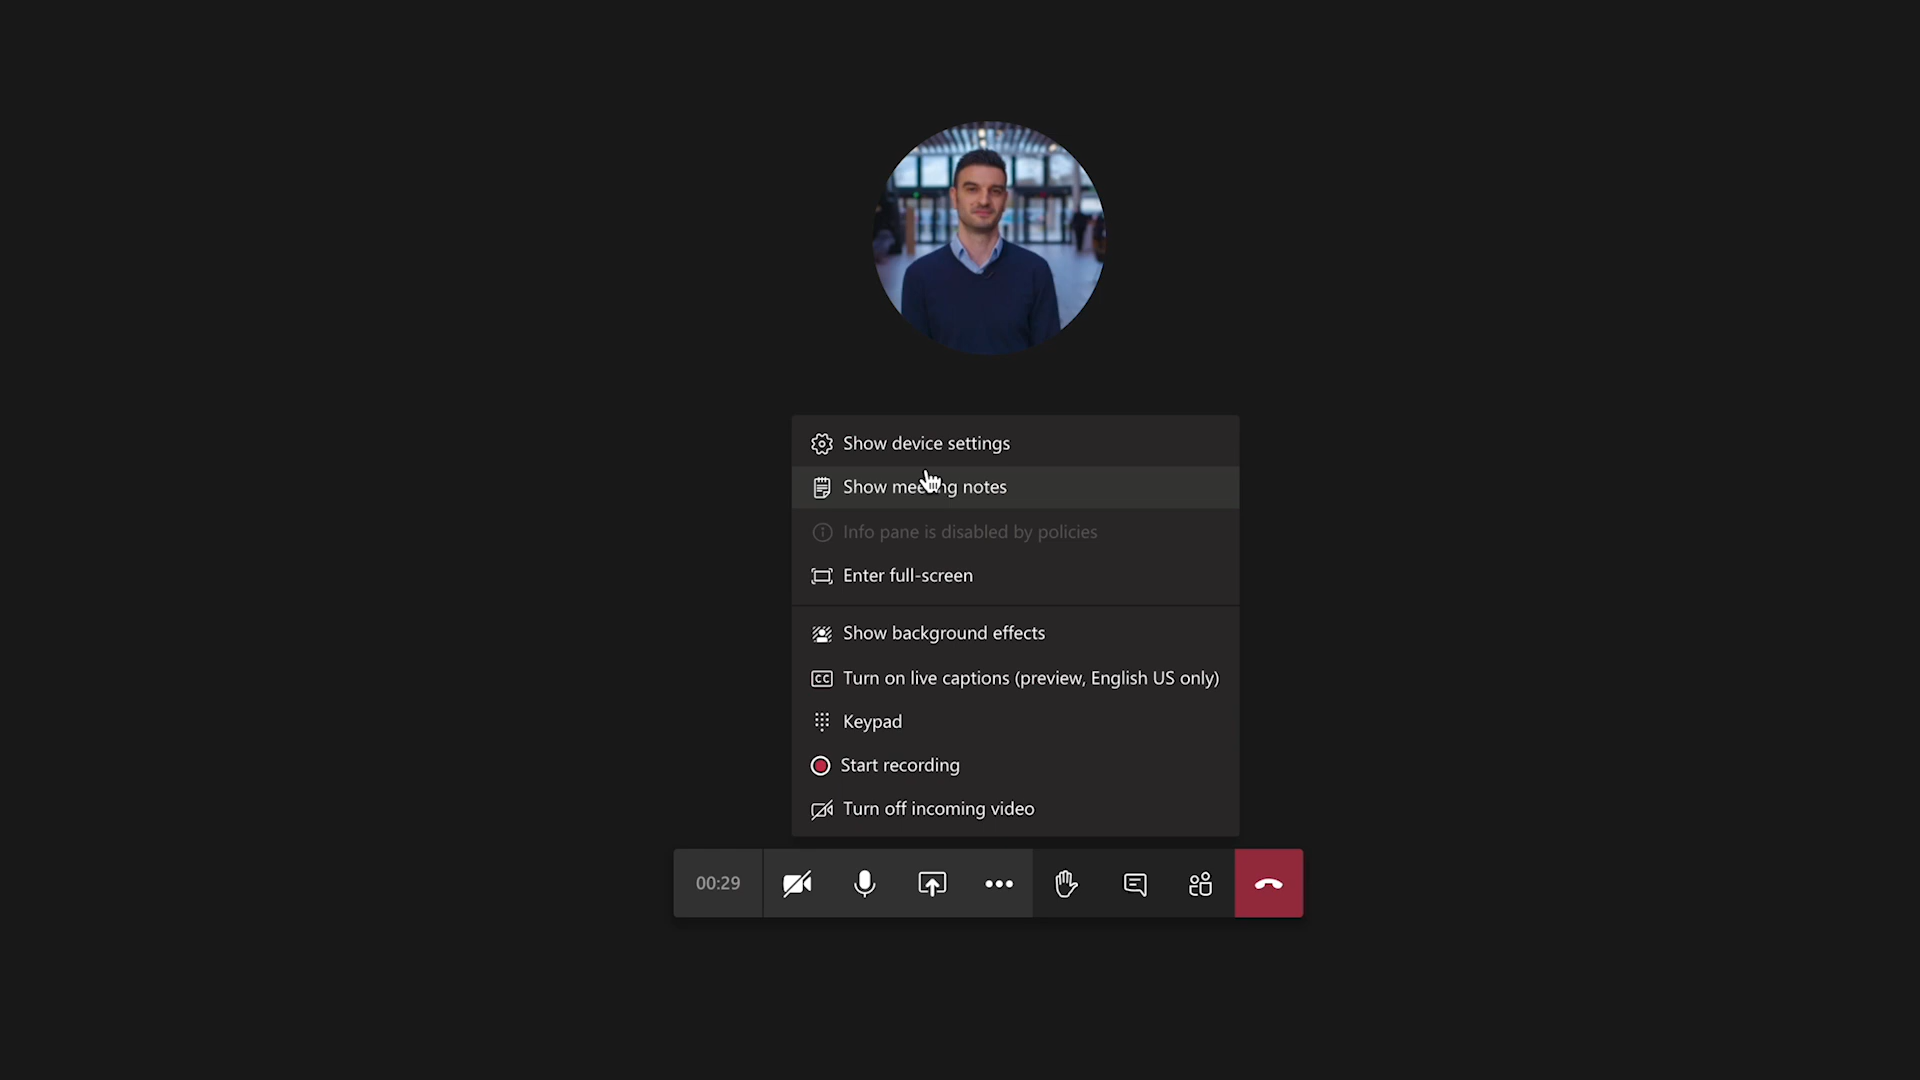 Show device settings
Show meeting notes
Info pane is disabled by policies
Enter full-screen
Show background effects
CC Turn on live captions (preview, English US only)
Keypad
Start recording
Turn off incoming video
00:29